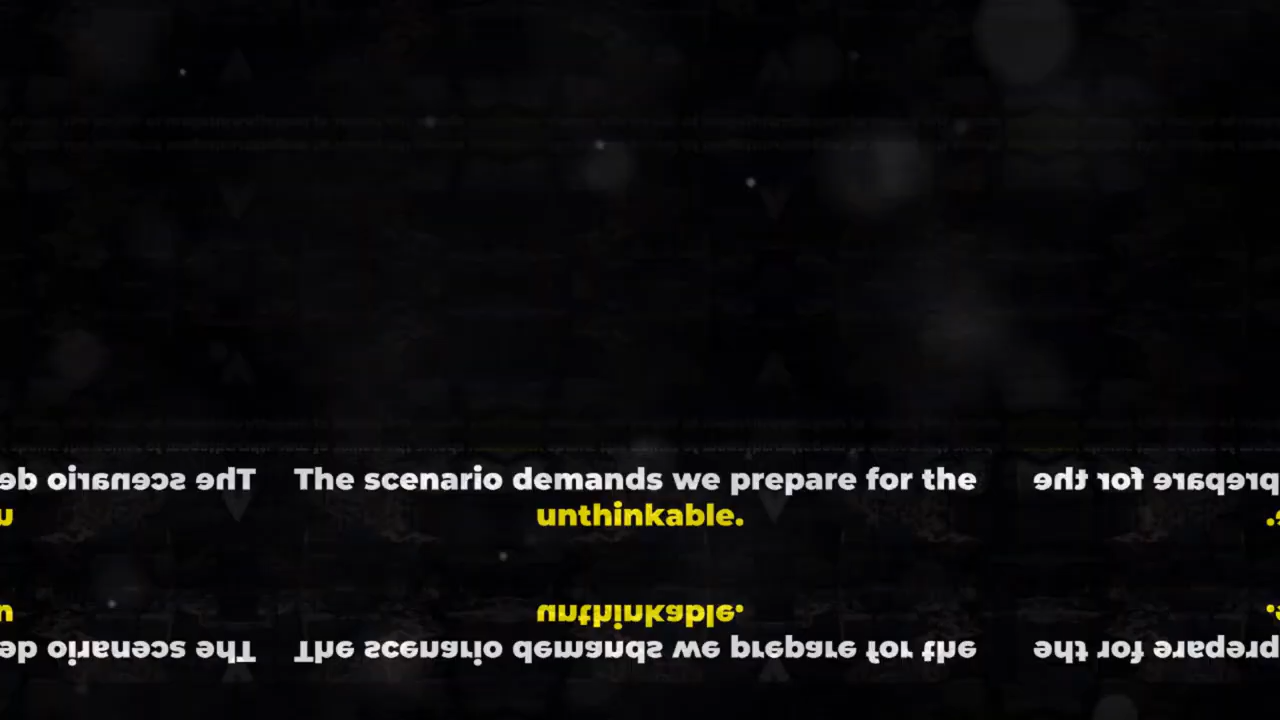 The scenario demands we prepare for the
unthinkable.